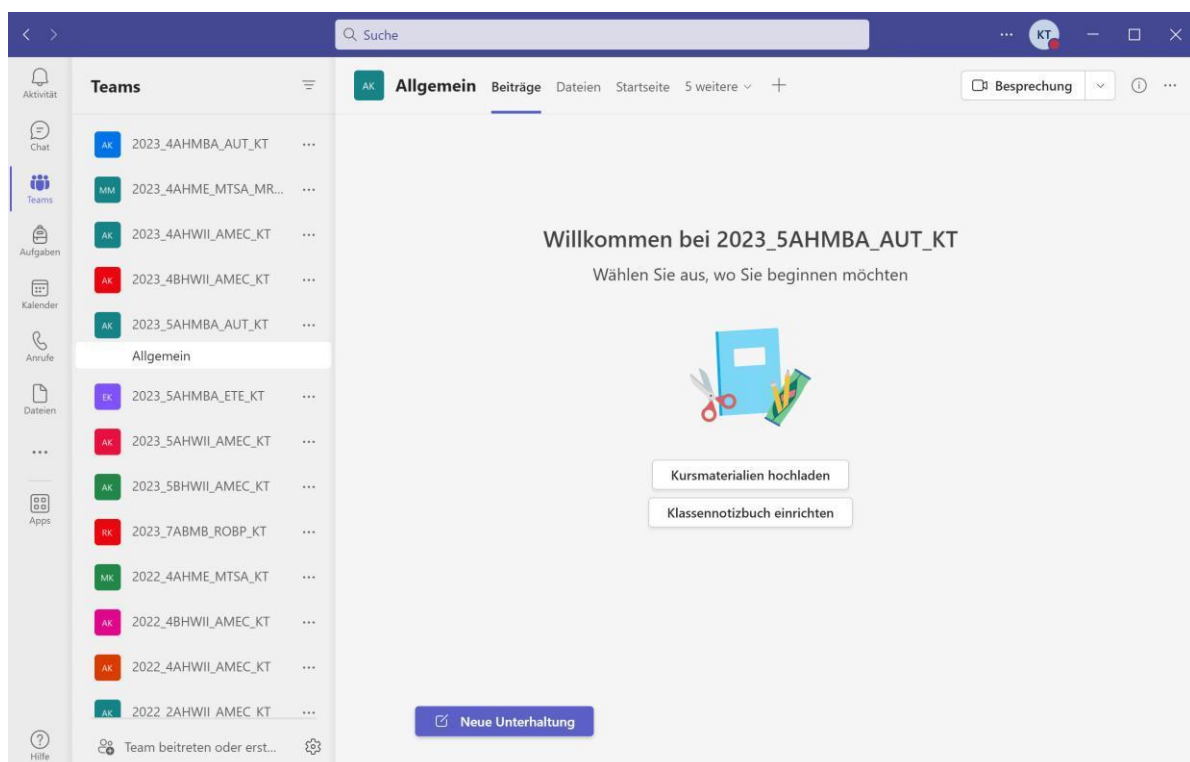 Suche
KT
Aktivität
Chat
Teams
Aufgaben
Kalender
Anrufe
Dateien
Apps
Hilfe
Teams
AK 2023_4AHMBA_AUT_KT
MM 2023_4AHME_MTSA_MR...
AK 2023_4AHWII_AMEC_KT
AK 2023_4BHWII_AMEC_KT
AK 2023_5AHMBA_AUT_KT
Allgemein
EK 2023_5AHMBA_ETE_KT
AK 2023_5AHWII_AMEC_KT
AK 2023_5BHWII_AMEC_KT
RK 2023_7ABMB_ROBP_KT
MK 2022_4AHME_MTSA_KT
AK 2022_4BHWII_AMEC_KT
AK 2022_4AHWII_AMEC_KT
AK 2022_2AHWII_AMEC_KT
Team beitreten oder erst...
AK Allgemein Beiträge Dateien Startseite 5 weitere
Besprechung
Willkommen bei 2023_5AHMBA_AUT_KT
Wählen Sie aus, wo Sie beginnen möchten
Kursmaterialien hochladen
Klassennotizbuch einrichten
Neue Unterhaltung